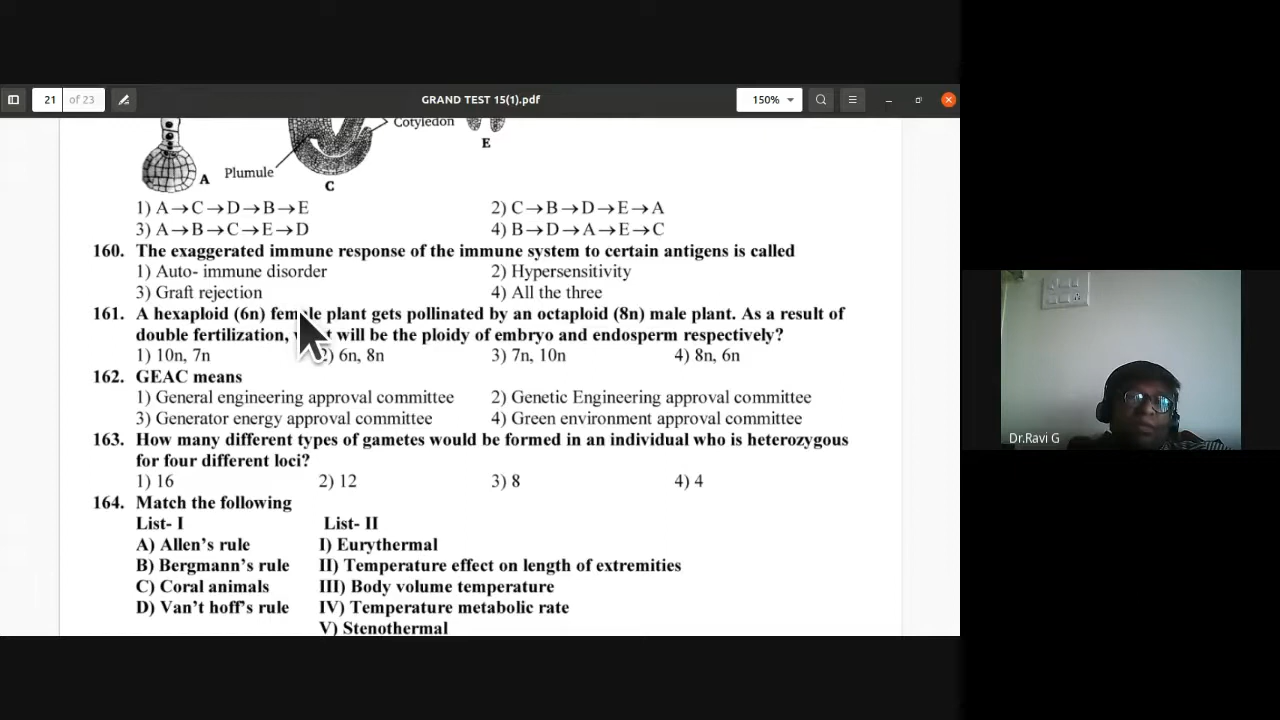 21 of 23
GRAND TEST 15(1).pdf
150%
Cotyledon
E
Plumule
A
C
1) A→C→D→B→E 2) C→B→D→E→A
3) A→B→C→E→D 4) B→D→A→E→C
160. The exaggerated immune response of the immune system to certain antigens is called
1) Auto- immune disorder 2) Hypersensitivity
3) Graft rejection 4) All the three
161. A hexaploid (6n) female plant gets pollinated by an octaploid (8n) male plant. As a result of
double fertilization, will be the ploidy of embryo and endosperm respectively?
1) 10n, 7n 2) 6n, 8n 3) 7n, 10n 4) 8n, 6n
162. GEAC means
1) General engineering approval committee 2) Genetic Engineering approval committee
3) Generator energy approval committee 4) Green environment approval committee
163. How many different types of gametes would be formed in an individual who is heterozygous
for four different loci?
1) 16 2) 12 3) 8 4) 4
164. Match the following
List- I List- II
A) Allen's rule I) Eurythermal
B) Bergmann's rule II) Temperature effect on length of extremities
C) Coral animals III) Body volume temperature
D) Van't hoff's rule IV) Temperature metabolic rate
V) Stenothermal
Dr.Ravi G